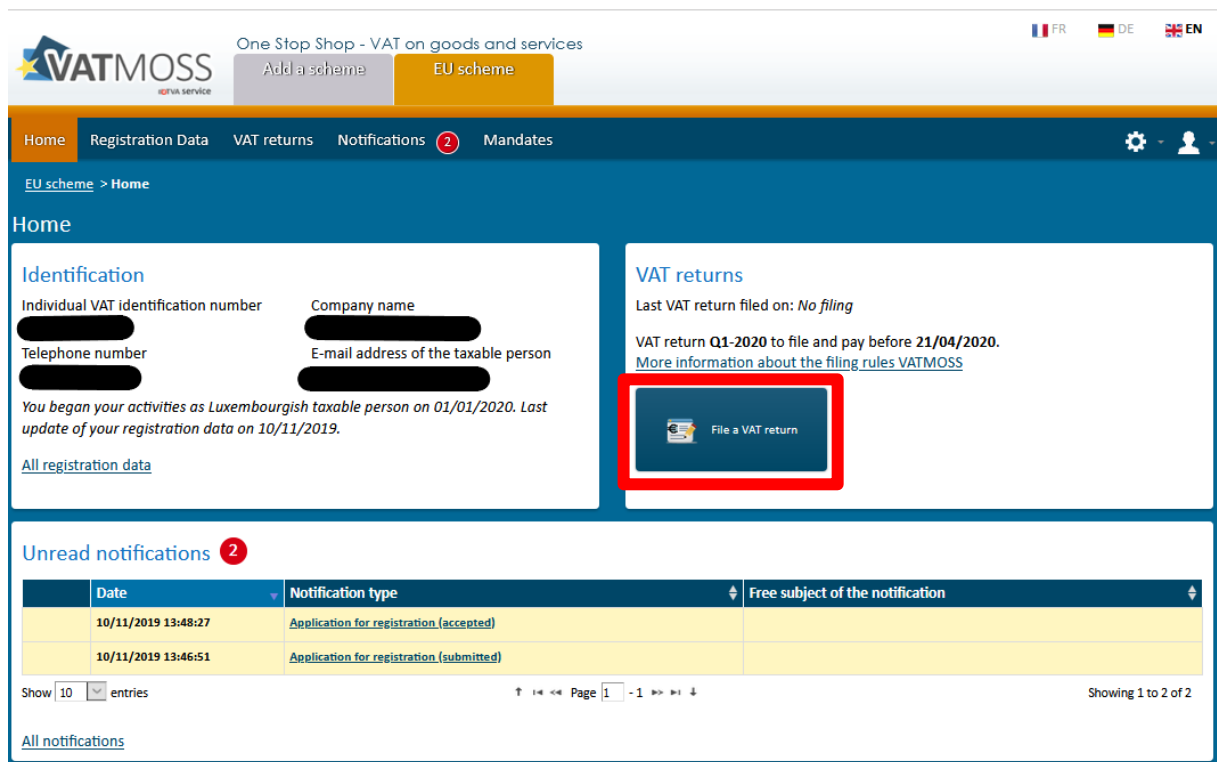 FR DE EN
VATMOSS
eTVA service
One Stop Shop - VAT on goods and services
Add a scheme EU scheme
Home Registration Data VAT returns Notifications 2 Mandates
EU scheme > Home
Home
Identification
Individual VAT identification number Company name
Telephone number E-mail address of the taxable person
You began your activities as Luxembourgish taxable person on 01/01/2020. Last
update of your registration data on 10/11/2019.
All registration data
VAT returns
Last VAT return filed on: No filing
VAT return Q1-2020 to file and pay before 21/04/2020.
More information about the filing rules VATMOSS
File a VAT return
Unread notifications 2
Date Notification type Free subject of the notification
10/11/2019 13:48:27 Application for registration (accepted)
10/11/2019 13:46:51 Application for registration (submitted)
Show 10 entries Page 1 - 1 Showing 1 to 2 of 2
All notifications